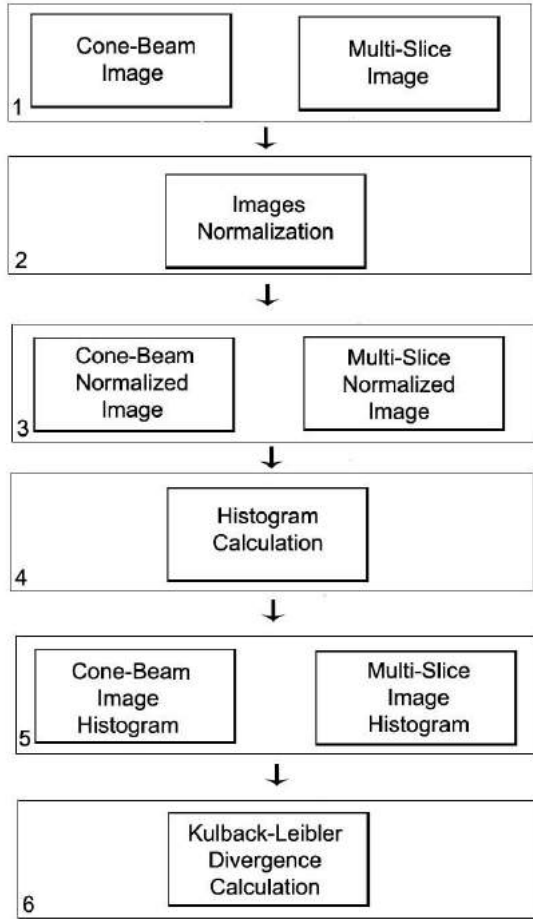 Cone-Beam
Image
Multi-Slice
Image
1
Images
Normalization
2
Cone-Beam
Normalized
Image
Multi-Slice
Normalized
Image
3
Histogram
Calculation
4
Cone-Beam
Image
Histogram
Multi-Slice
Image
Histogram
5
Kulback-Leibler
Divergence
Calculation
6